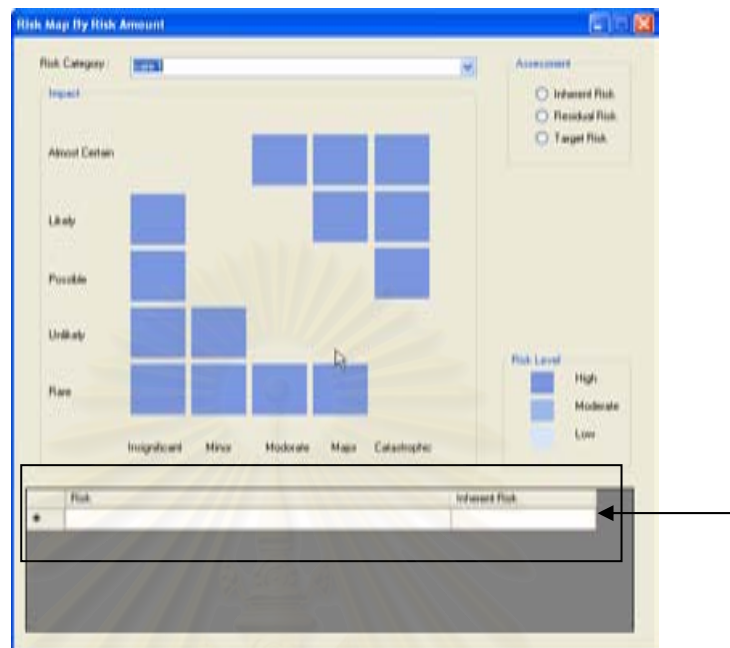 Risk Map By Risk Amount
Risk Category :
Assessment
Inherent Risk
Residual Risk
Target Risk
Impact
Almost Certain
Likely
Possible
Unlikely
Rare
Insignificant Minor Moderate Major Catastrophic
Risk Level
High
Moderate
Low
Risk Inherent Risk